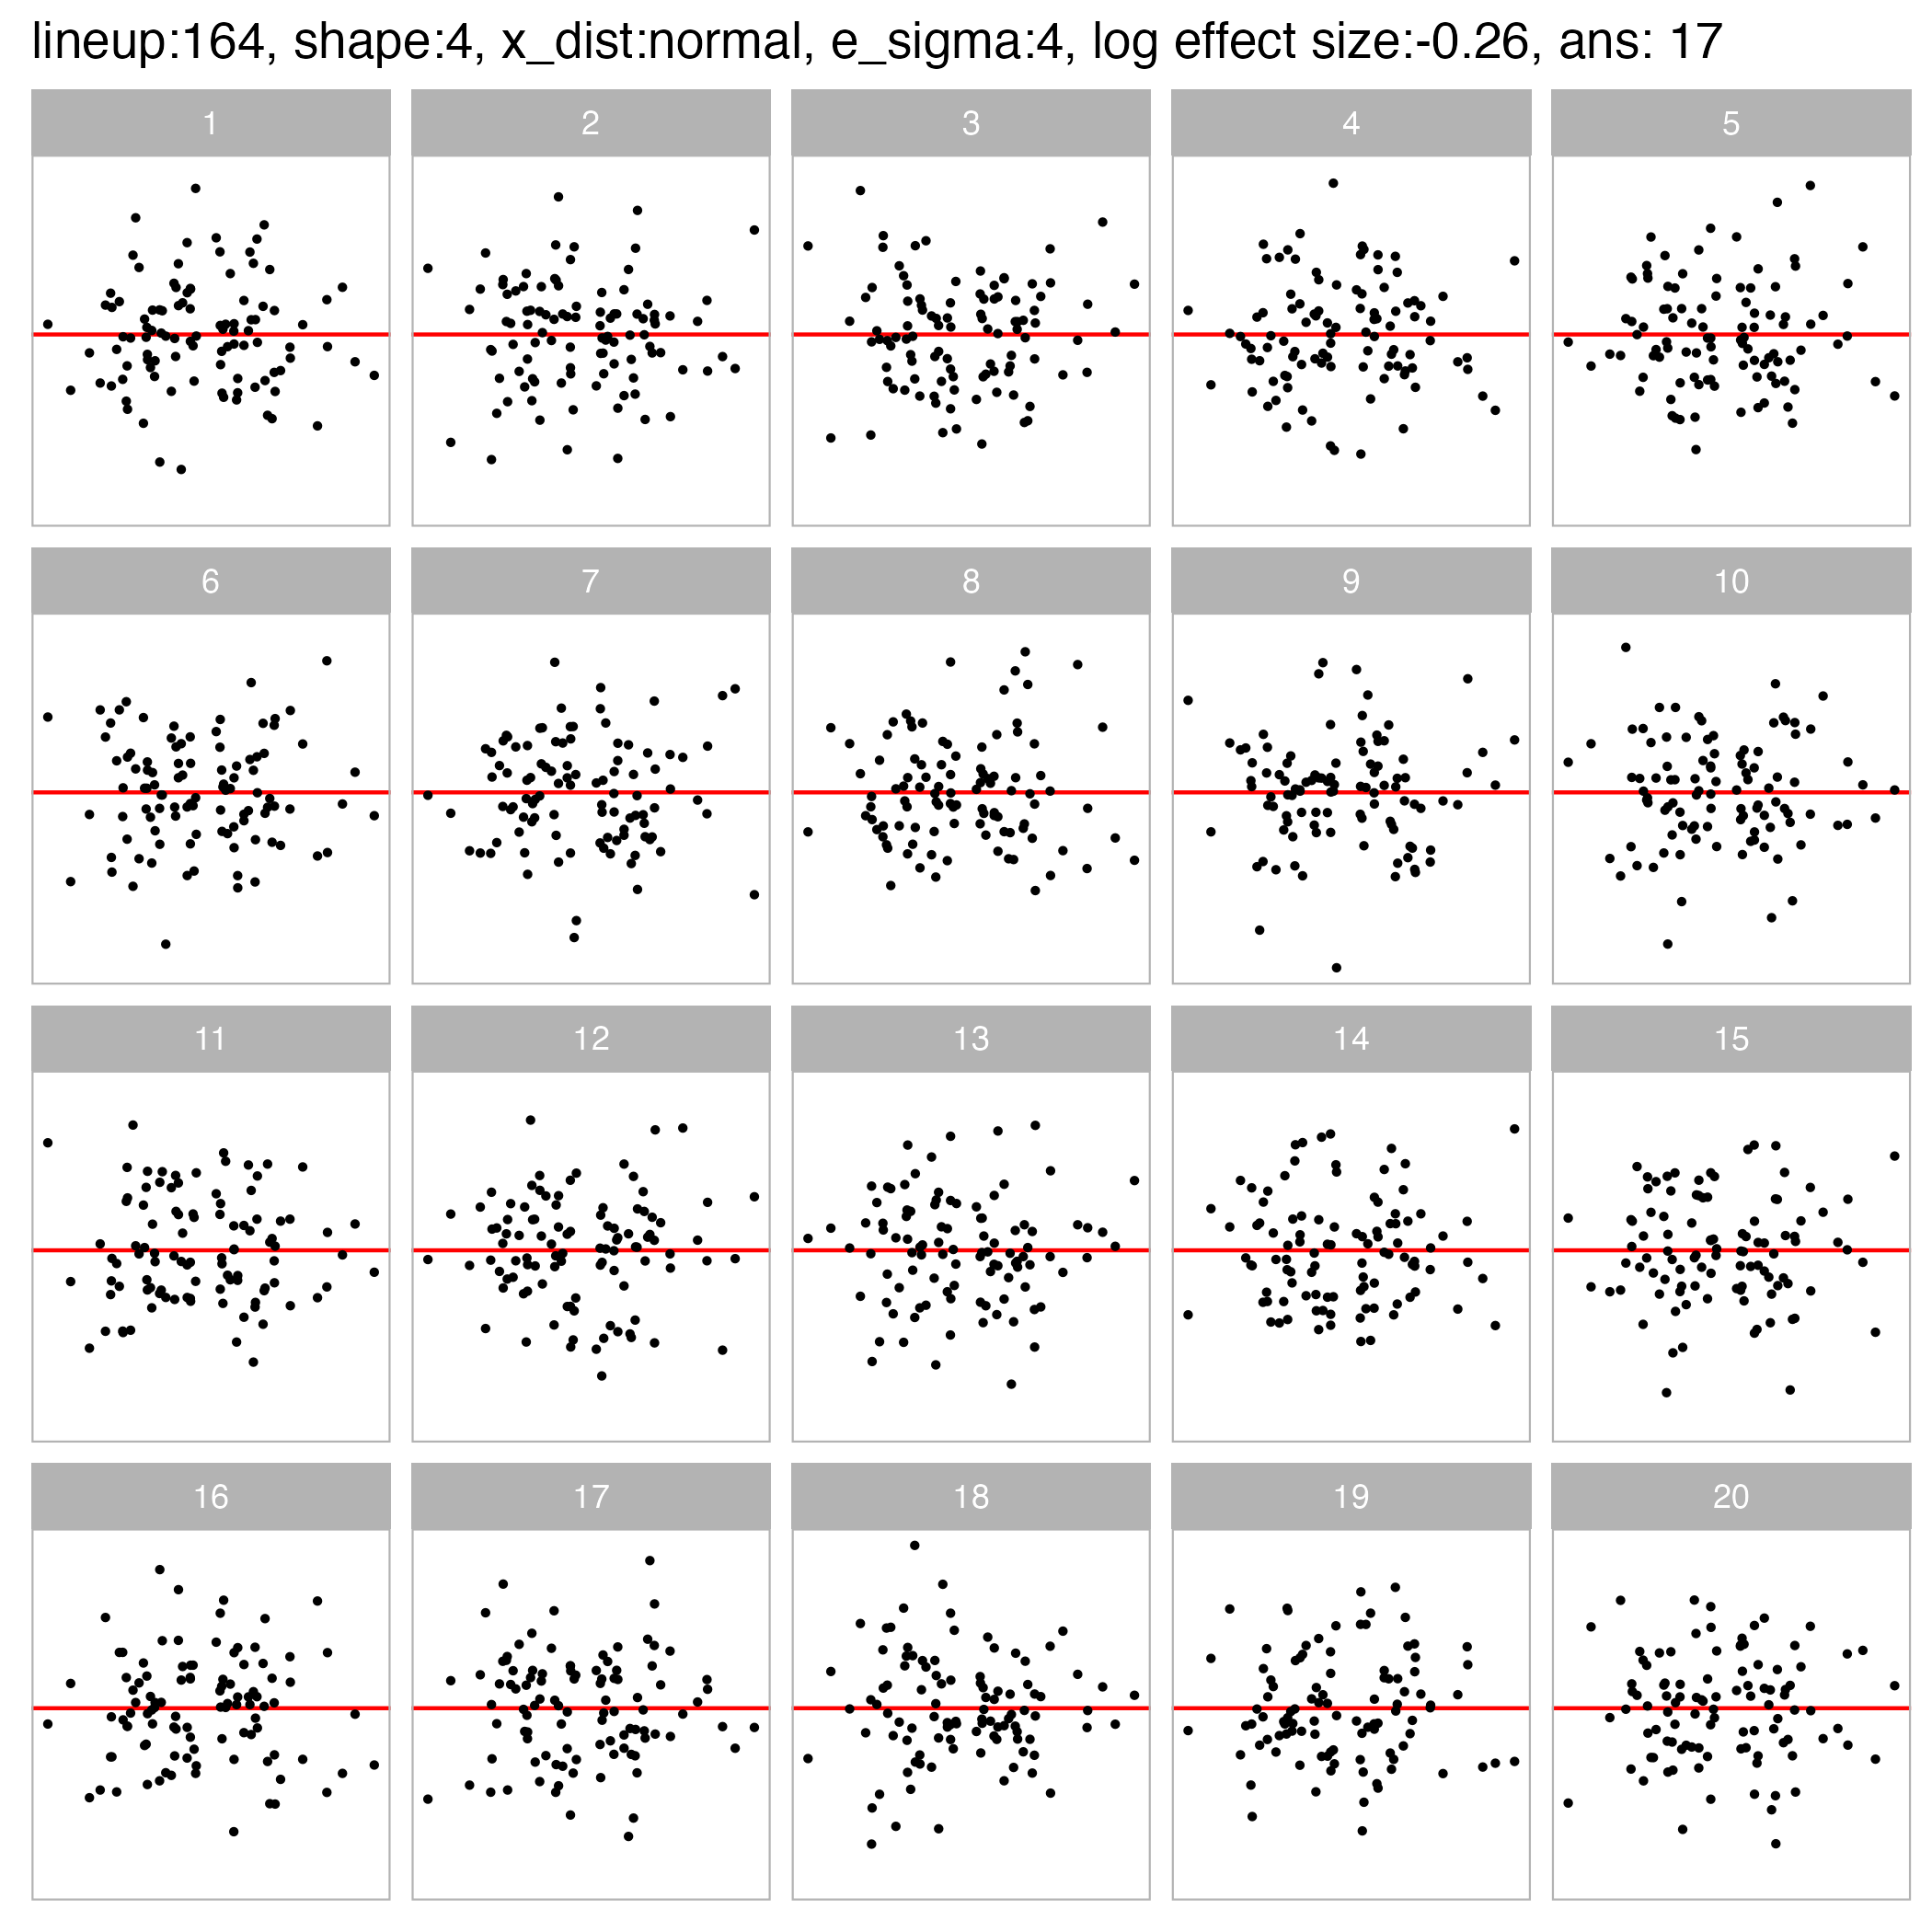 lineup:164, shape:4, x_dist:normal, e_sigma:4, log effect size:-0.26, ans: 17
1 2 3 4 5
6 7 8 9 10
11 12 13 14 15
16 17 18 19 20